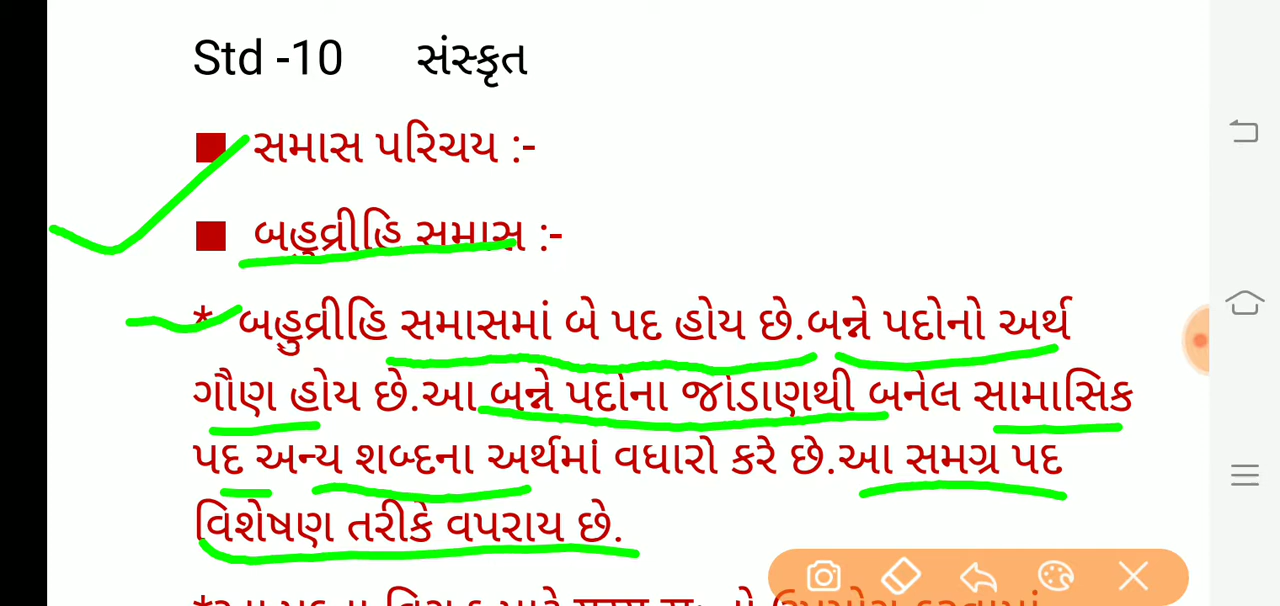 Std -10 સંસ્કૃત
■ સમાસ પરિચય :-
■ બહુવ્રીહિ સમાસ :-
* બહુવ્રીહિ સમાસમાં બે પદ હોય છે.બન્ને પદોનો અર્થ
ગૌણ હોય છે.આ બન્ને પદોના જોડાણથી બનેલ સામાસિક
પદ અન્ય શબ્દના અર્થમાં વધારો કરે છે.આ સમગ્ર પદ
વિશેષણ તરીકે વપરાય છે.